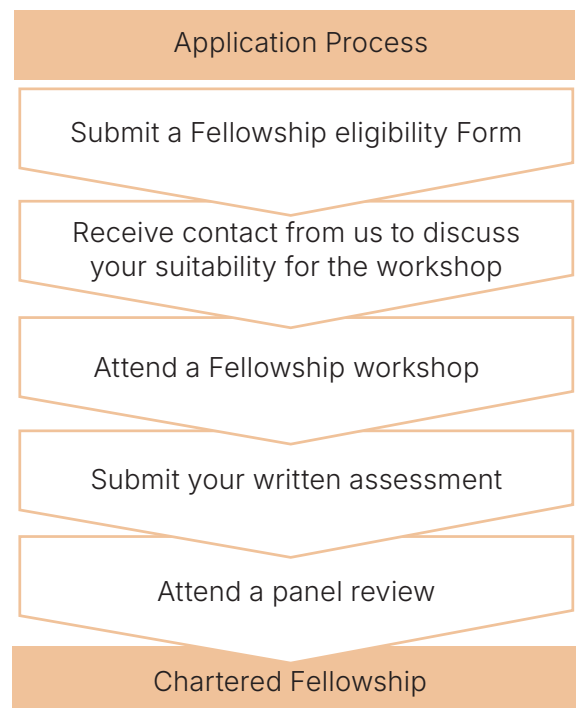 Application Process
Submit a Fellowship eligibility Form
Receive contact from us to discuss
your suitability for the workshop
Attend a Fellowship workshop
Submit your written assessment
Attend a panel review
Chartered Fellowship